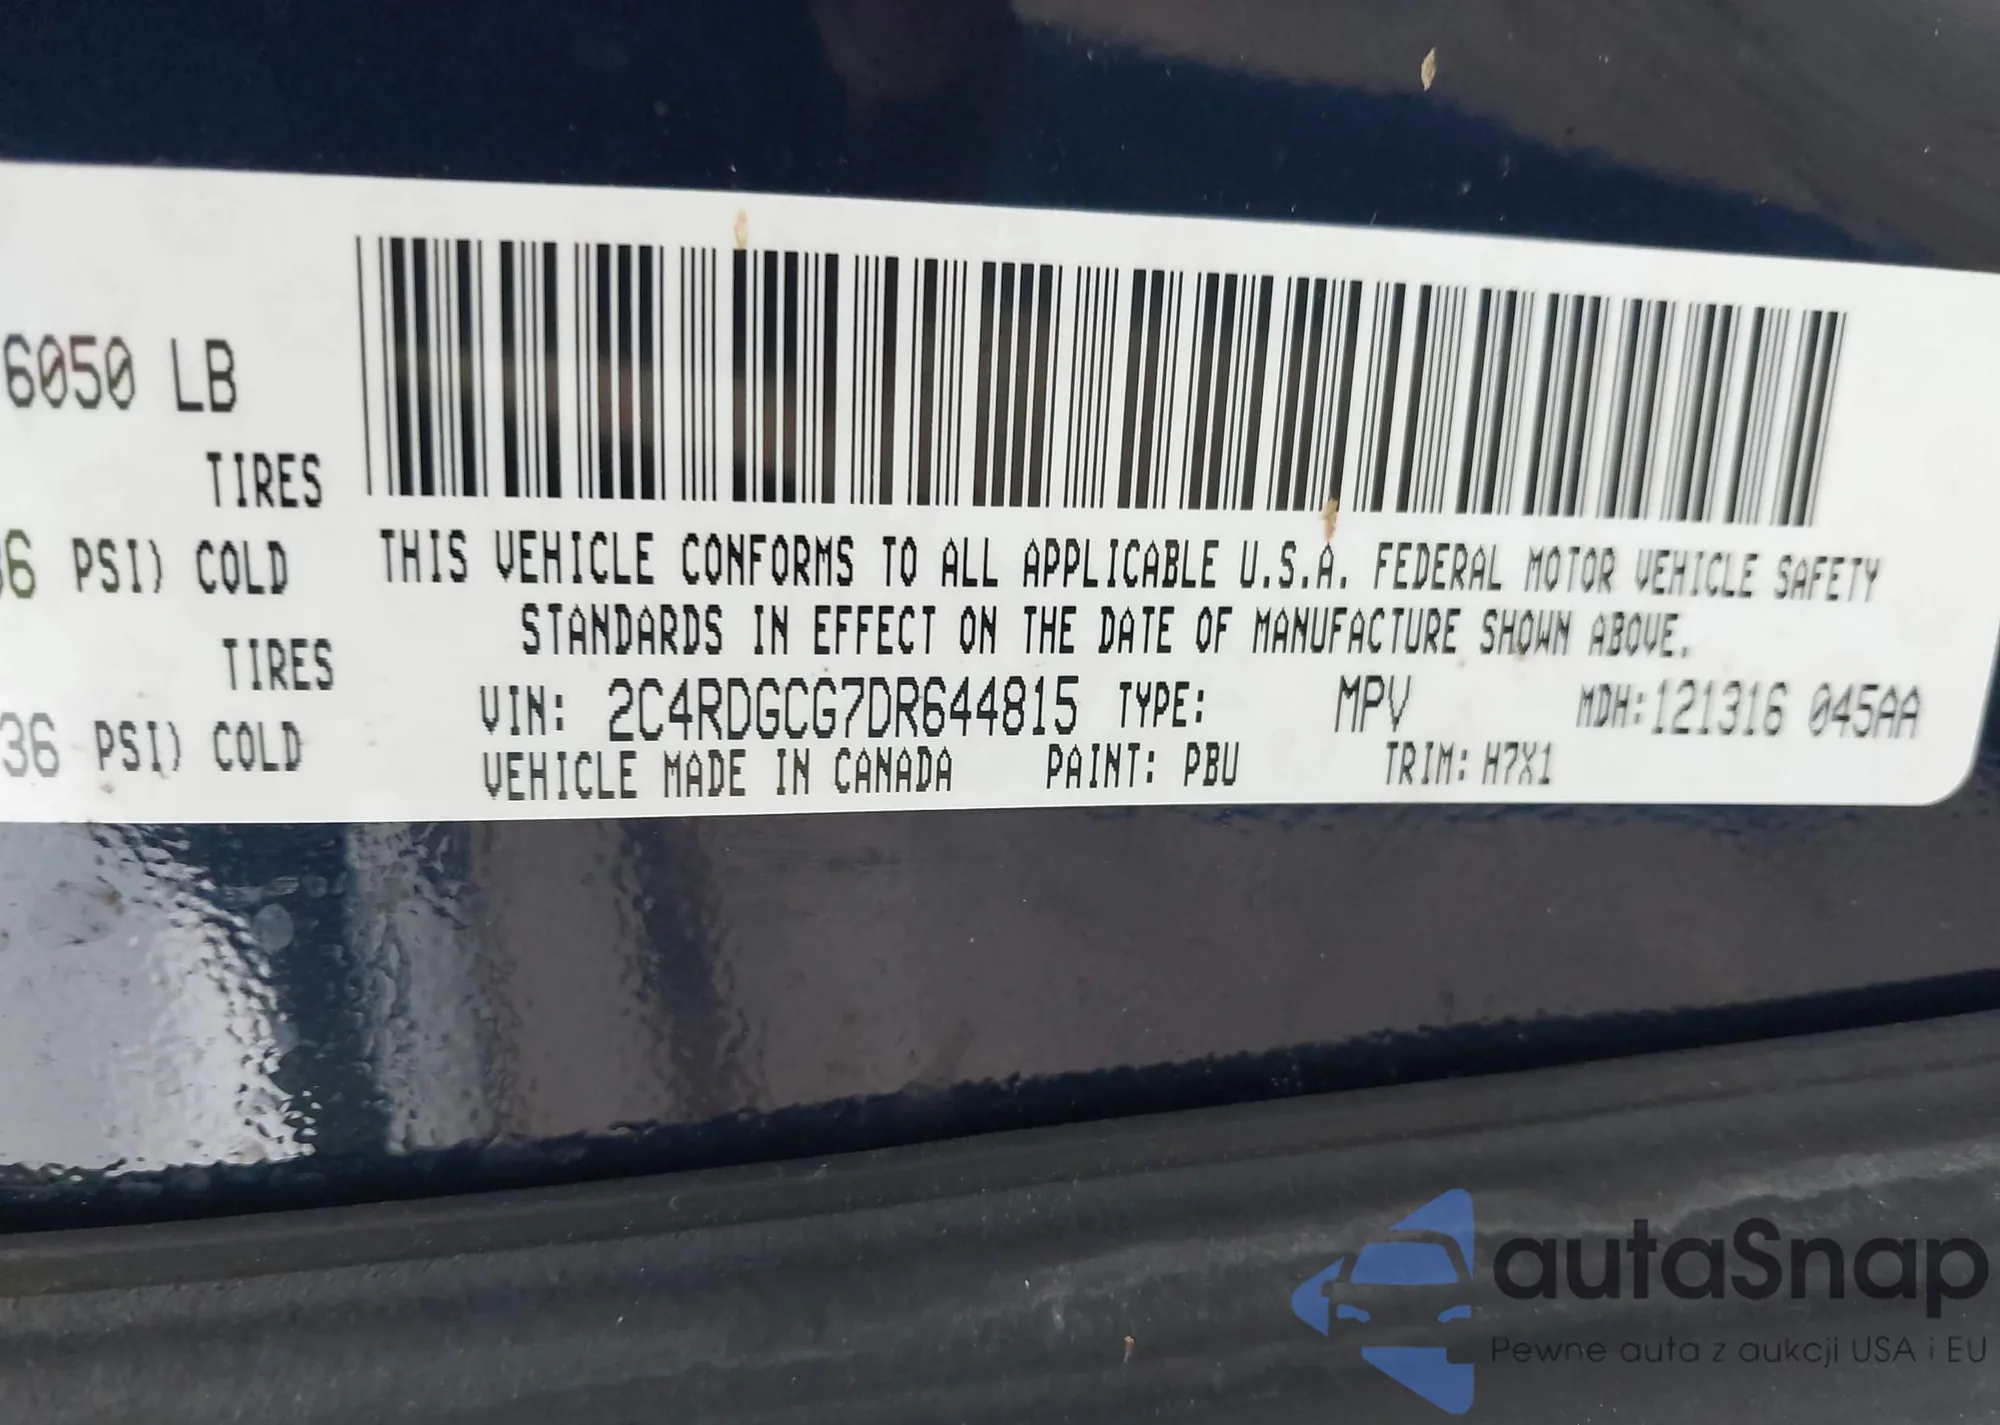 6050 LB
TIRES
36 PSI) COLD
TIRES
36 PSI) COLD
THIS VEHICLE CONFORMS TO ALL APPLICABLE U.S.A. FEDERAL MOTOR VEHICLE SAFETY
STANDARDS IN EFFECT ON THE DATE OF MANUFACTURE SHOWN ABOVE.
VIN: 2C4RDGCG7DR644815 TYPE: MPV MDH:121316 045AA
VEHICLE MADE IN CANADA PAINT: PBU TRIM: H7X1
autaSnap
Pewne auta z aukcji USA i EU